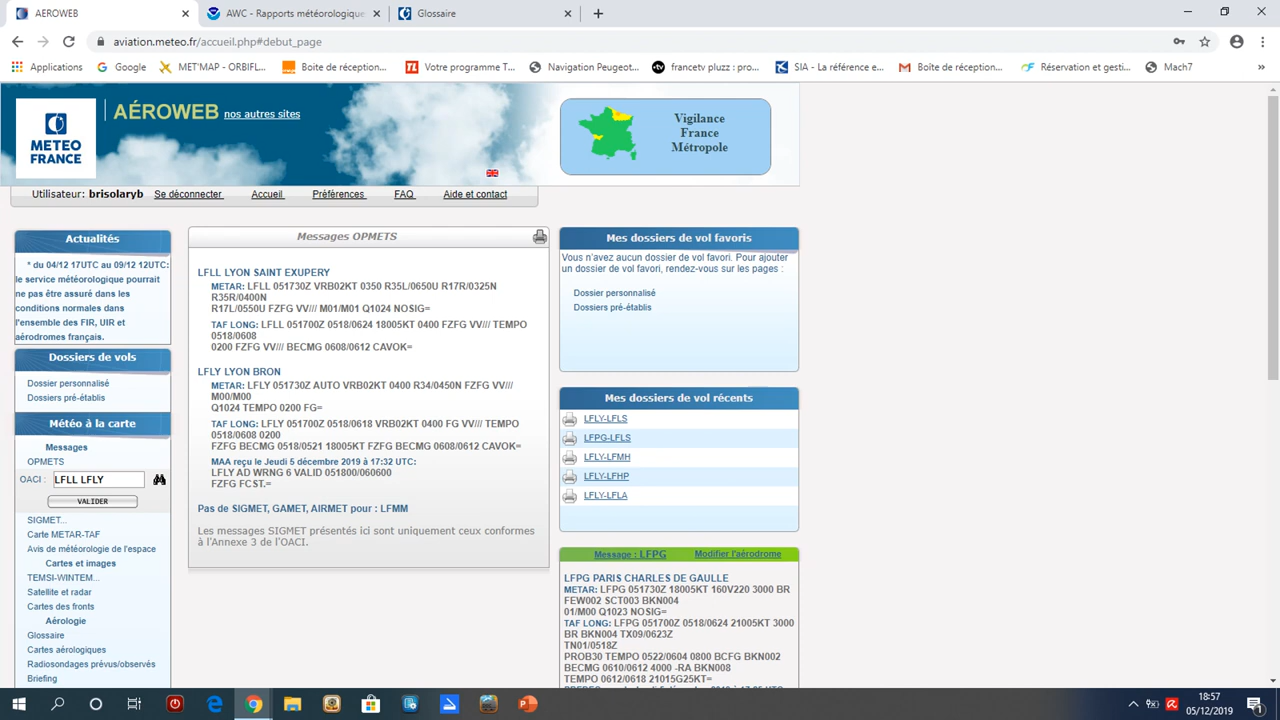 AEROWEB
AWC - Rapports météorologique
Glossaire
aviation.meteo.fr/accueil.php#debut_page
Applications
Google
MET'MAP - ORBIFL...
Boite de réception...
Votre programme T...
Navigation Peugeot...
francetv pluzz : pro...
SIA - La référence e...
Boîte de réception...
Réservation et gesti...
Mach7
»
METEO
FRANCE
AÉROWEB nos autres sites
Vigilance
France
Métropole
Utilisateur: brisolaryb Se déconnecter Accueil Préférences FAQ Aide et contact
Actualités
* du 04/12 17UTC au 09/12 12UTC:
le service météorologique pourrait
ne pas être assuré dans les
conditions normales dans
l'ensemble des FIR, UIR et
aérodromes français.
Dossiers de vols
Dossier personnalisé
Dossiers pré-établis
Météo à la carte
Messages
OPMETS
OACI : LFLL LFLY
VALIDER
SIGMET...
Carte METAR-TAF
Avis de météorologie de l'espace
Cartes et images
TEMSI-WINTEM...
Satellite et radar
Cartes des fronts
Aérologie
Glossaire
Cartes aérologiques
Radiosondages prévus/observés
Briefing
Messages OPMETS
LFLL LYON SAINT EXUPERY
METAR: LFLL 051730Z VRB02KT 0350 R35L/0650U R17R/0325N
R35R/0400N
R17L/0550U FZFG VV/// M01/M01 Q1024 NOSIG=
TAF LONG: LFLL 051700Z 0518/0624 18005KT 0400 FZFG VV/// TEMPO
0518/0608
0200 FZFG VV/// BECMG 0608/0612 CAVOK=
LFLY LYON BRON
METAR: LFLY 051730Z AUTO VRB02KT 0400 R34/0450N FZFG VV///
M00/M00
Q1024 TEMPO 0200 FG=
TAF LONG: LFLY 051700Z 0518/0618 VRB02KT 0400 FG VV/// TEMPO
0518/0608 0200
FZFG BECMG 0518/0521 18005KT FZFG BECMG 0608/0612 CAVOK=
MAA reçu le Jeudi 5 décembre 2019 à 17:32 UTC:
LFLY AD WRNG 6 VALID 051800/060600
FZFG FCST.=
Pas de SIGMET, GAMET, AIRMET pour : LFMM
Les messages SIGMET présentés ici sont uniquement ceux conformes
à l'Annexe 3 de l'OACI.
Mes dossiers de vol favoris
Vous n'avez aucun dossier de vol favori. Pour ajouter
un dossier de vol favori, rendez-vous sur les pages :
Dossier personnalisé
Dossiers pré-établis
Mes dossiers de vol récents
LFLY-LFLS
LFPG-LFLS
LFLY-LFMH
LFLY-LFHP
LFLY-LFLA
Message : LFPG Modifier l'aérodrome
LFPG PARIS CHARLES DE GAULLE
METAR: LFPG 051730Z 18005KT 160V220 3000 BR
FEW002 SCT003 BKN004
01/M00 Q1023 NOSIG=
TAF LONG: LFPG 051700Z 0518/0624 21005KT 3000
BR BKN004 TX09/0623Z
TN01/0518Z
PROB30 TEMPO 0522/0604 0800 BCFG BKN002
BECMG 0610/0612 4000 -RA BKN008
TEMPO 0612/0618 21015G25KT=
18:57
05/12/2019